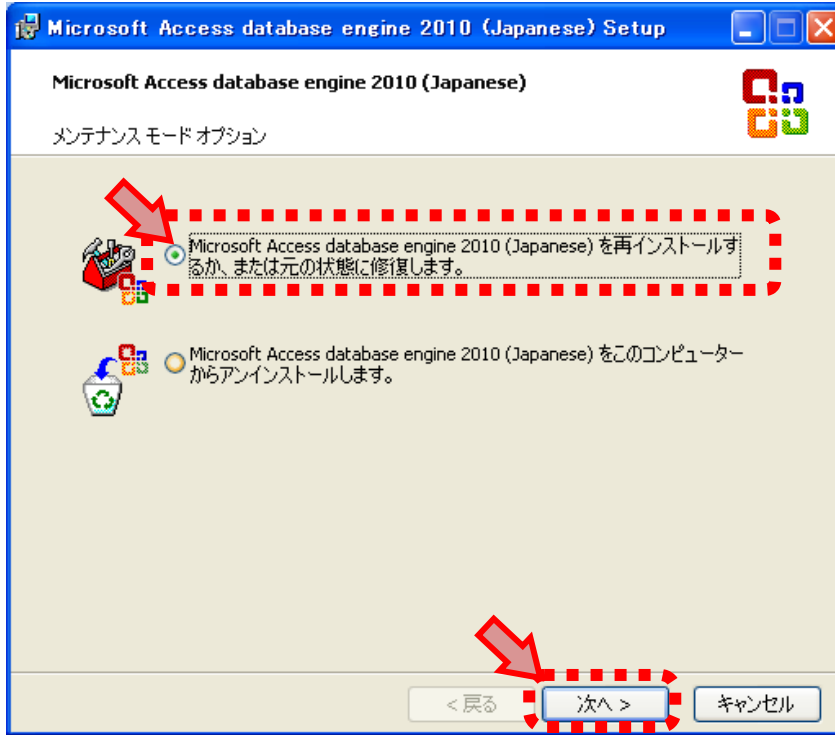 Microsoft Access database engine 2010 (Japanese) Setup
Microsoft Access database engine 2010 (Japanese)
メンテナンス モード オプション
Microsoft Access database engine 2010 (Japanese) を再インストールす
るか、または元の状態に修復します。
Microsoft Access database engine 2010 (Japanese) をこのコンピューター
からアンインストールします。
< 戻る 次へ > キャンセル